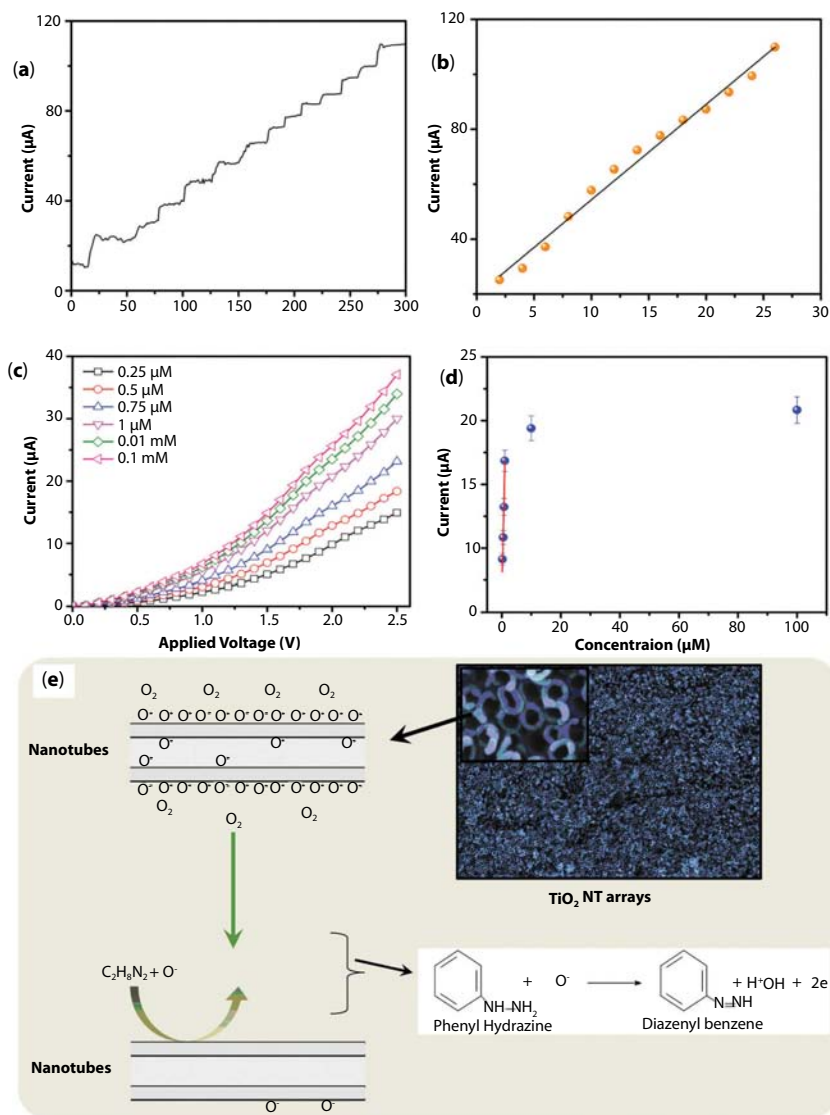 (a)
Current (µA)
120
80
40
0
0 50 100 150 200 250 300
(b)
Current (µA)
120
80
40
0 5 10 15 20 25 30
(c)
Current (µA)
40
30
20
10
0
0.25 µM
0.5 µM
0.75 µM
1 µM
0.01 mM
0.1 mM
0.0 0.5 1.0 1.5 2.0 2.5
Applied Voltage (V)
(d)
Current (µA)
25
20
15
10
5
0 20 40 60 80 100
Concentraion (µM)
(e)
O₂ O₂ O₂ O₂
Nanotubes
O₂ O₂ O₂
TiO₂ NT arrays
C₂H₈N₂ + O⁻
Nanotubes
O⁻ O⁻
+ O⁻ + H⁺OH + 2e
NH–NH₂ N=NH
Phenyl Hydrazine Diazenyl benzene